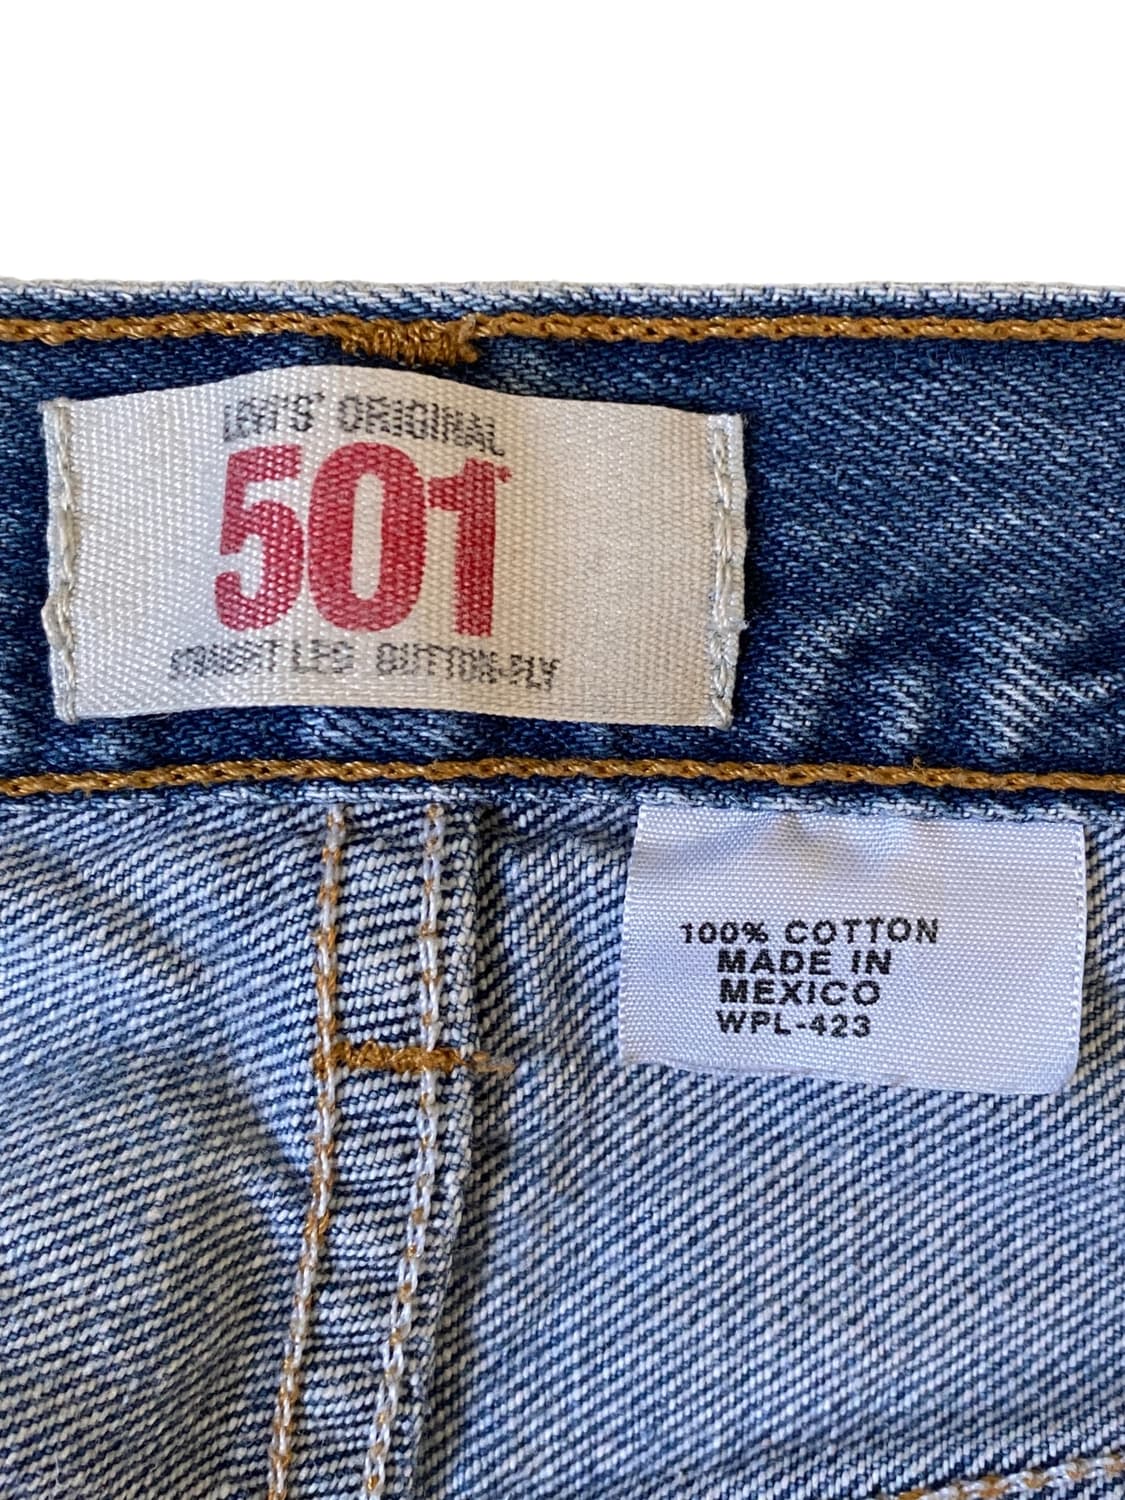 LEVI'S® ORIGINAL
501®
STRAIGHT LEG BUTTON-FLY
100% COTTON
MADE IN
MEXICO
WPL-423